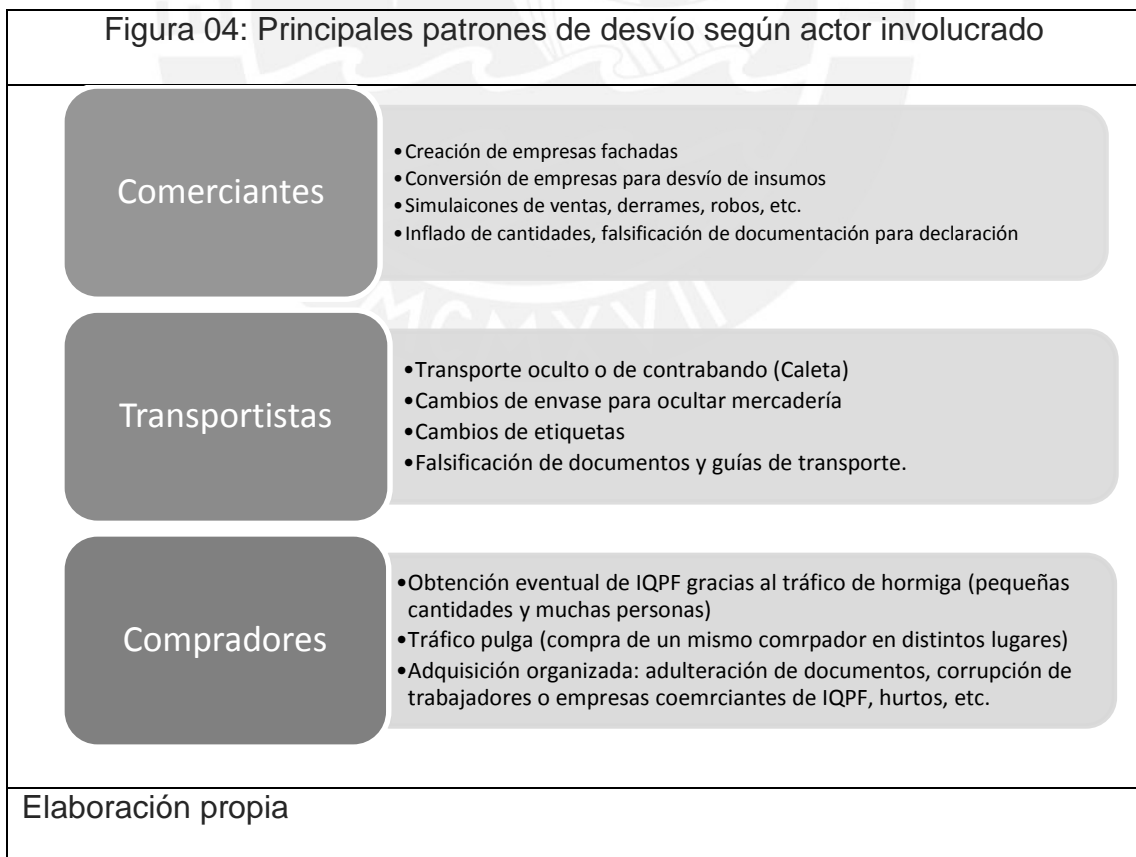 Figura 04: Principales patrones de desvío según actor involucrado
Comerciantes
•Creación de empresas fachadas
•Conversión de empresas para desvío de insumos
•Simulaicones de ventas, derrames, robos, etc.
•Inflado de cantidades, falsificación de documentación para declaración
MCMXVII
Transportistas
•Transporte oculto o de contrabando (Caleta)
•Cambios de envase para ocultar mercadería
•Cambios de etiquetas
•Falsificación de documentos y guías de transporte.
Compradores
•Obtención eventual de IQPF gracias al tráfico de hormiga (pequeñas
cantidades y muchas personas)
•Tráfico pulga (compra de un mismo comrpador en distintos lugares)
•Adquisición organizada: adulteración de documentos, corrupción de
trabajadores o empresas coemrciantes de IQPF, hurtos, etc.
Elaboración propia